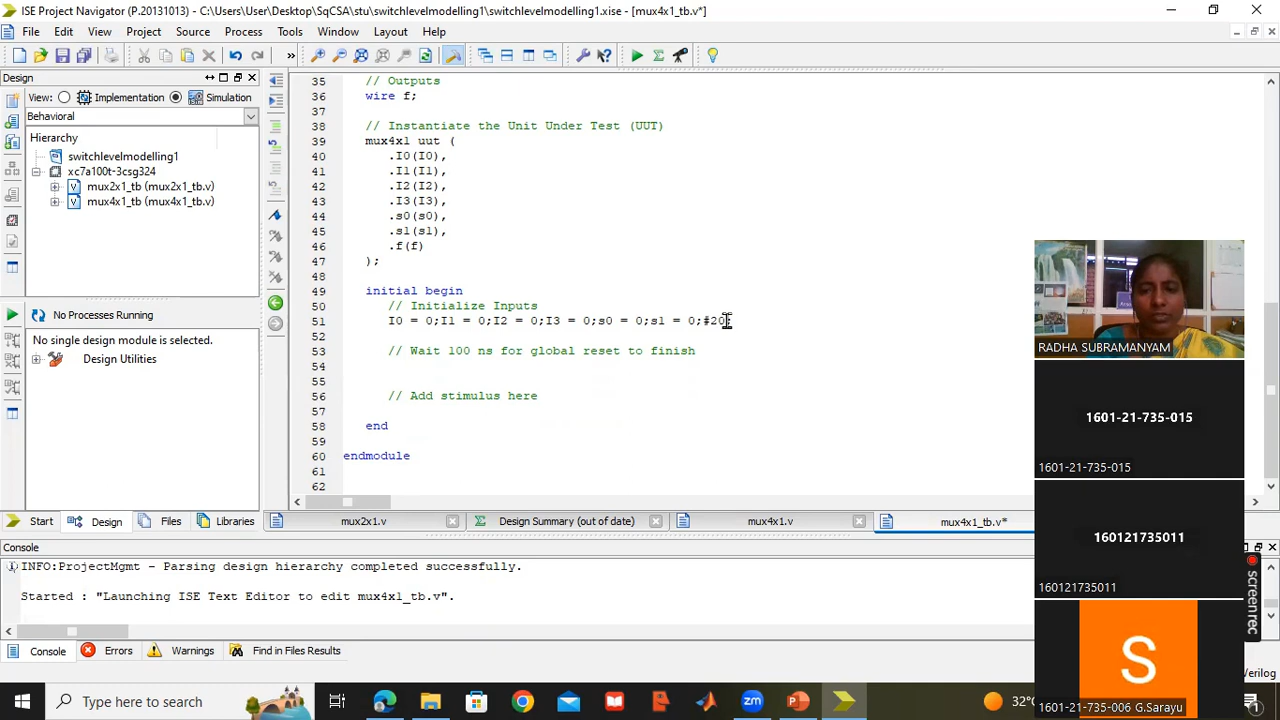 ISE Project Navigator (P.20131013) - C:\Users\User\Desktop\SqCSA\stu\switchlevelmodelling1\switchlevelmodelling1.xise - [mux4x1_tb.v*]
File Edit View Project Source Process Tools Window Layout Help
Design
View: Implementation Simulation
Behavioral
Hierarchy
switchlevelmodelling1
xc7a100t-3csg324
mux2x1_tb (mux2x1_tb.v)
mux4x1_tb (mux4x1_tb.v)
No Processes Running
No single design module is selected.
Design Utilities
35 // Outputs
36 wire f;
37
38 // Instantiate the Unit Under Test (UUT)
39 mux4x1 uut (
40 .I0(I0),
41 .I1(I1),
42 .I2(I2),
43 .I3(I3),
44 .s0(s0),
45 .s1(s1),
46 .f(f)
47 );
48
49 initial begin
50 // Initialize Inputs
51 I0 = 0;I1 = 0;I2 = 0;I3 = 0;s0 = 0;s1 = 0;#20;
52
53 // Wait 100 ns for global reset to finish
54
55
56 // Add stimulus here
57
58 end
59
60 endmodule
61
62
Start Design Files Libraries
mux2x1.v Design Summary (out of date) mux4x1.v mux4x1_tb.v*
Console
INFO:ProjectMgmt - Parsing design hierarchy completed successfully.
Started : "Launching ISE Text Editor to edit mux4x1_tb.v".
Console Errors Warnings Find in Files Results
Verilog
RADHA SUBRAMANYAM
1601-21-735-015
1601-21-735-015
160121735011
160121735011
S
1601-21-735-006 G.Sarayu
screen rec
Type here to search
zm
32°